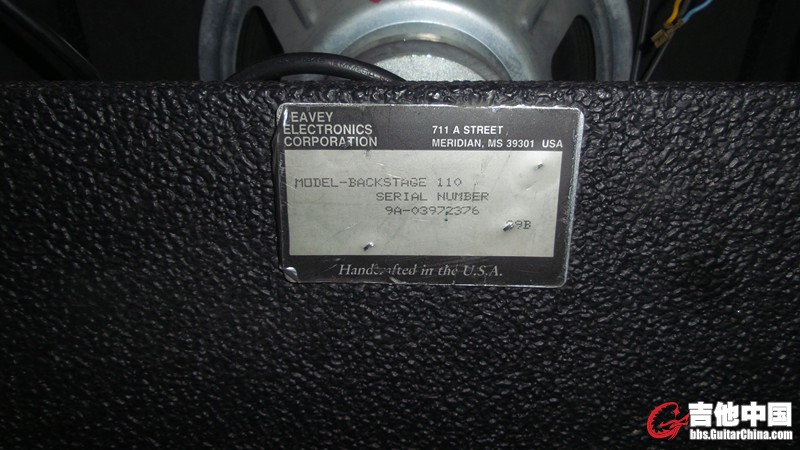 EAVEY
ELECTRONICS
CORPORATION
711 A STREET
MERIDIAN, MS 39301 USA
MODEL-BACKSTAGE 110
SERIAL NUMBER
9A-03972376
99B
Handcrafted in the U.S.A.
吉他中国
bbs.GuitarChina.com